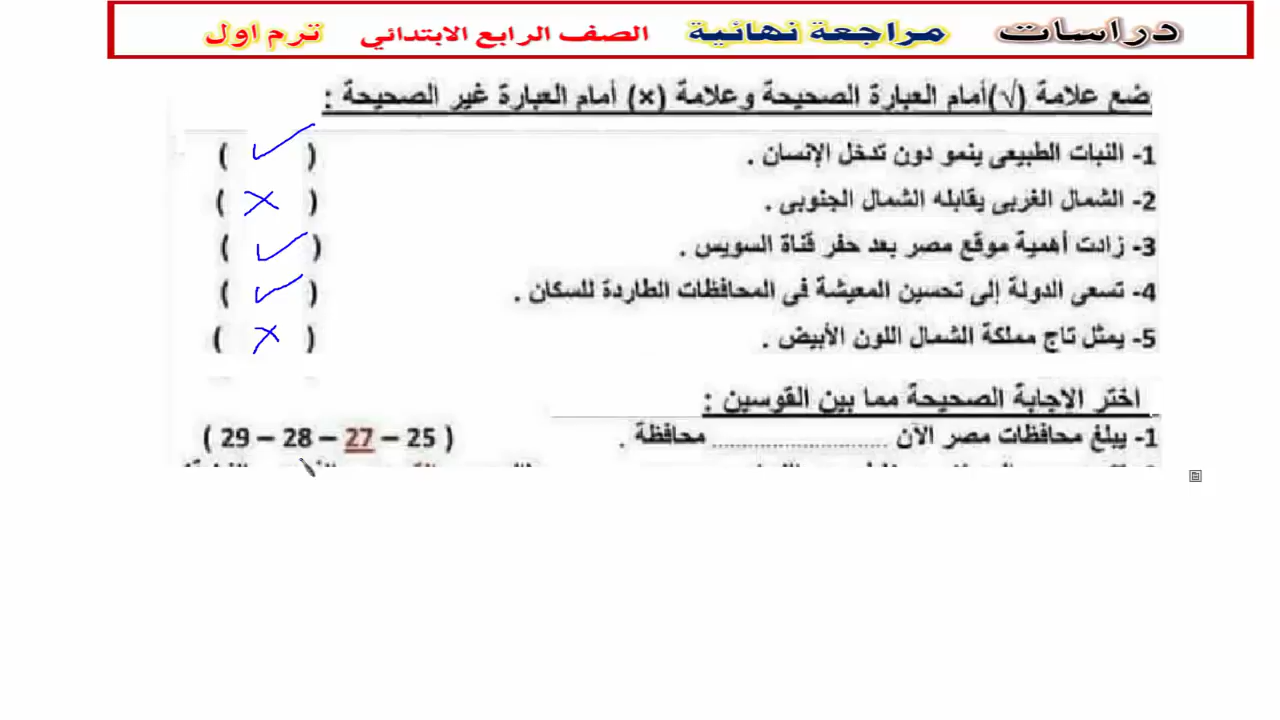 دراسات مراجعة نهائية الصف الرابع الابتدائي ترم اول
ضع علامة (√)أمام العبارة الصحيحة وعلامة (×) أمام العبارة غير الصحيحة :
1- النبات الطبيعى ينمو دون تدخل الإنسان . ( ✓ )
2- الشمال الغربى يقابله الشمال الجنوبى . ( × )
3- زادت أهمية موقع مصر بعد حفر قناة السويس . ( ✓ )
4- تسعى الدولة إلى تحسين المعيشة فى المحافظات الطاردة للسكان . ( ✓ )
5- يمثل تاج مملكة الشمال اللون الأبيض . ( × )
اختر الاجابة الصحيحة مما بين القوسين :
1- يبلغ محافظات مصر الآن ........................... محافظة . ( 25 – 27 – 28 – 29 )